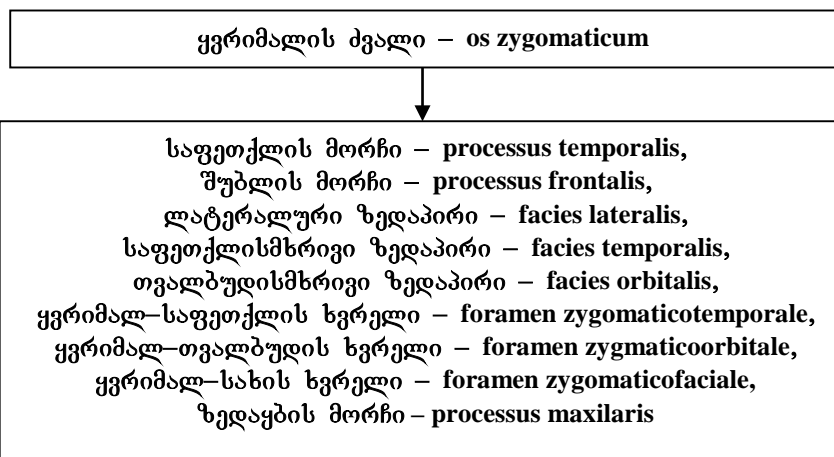 ყვრიმალის ძვალი – os zygomaticum
საფეთქლის მორჩი – processus temporalis,
შუბლის მორჩი – processus frontalis,
ლატერალური ზედაპირი – facies lateralis,
საფეთქლისმხრივი ზედაპირი – facies temporalis,
თვალბუდისმხრივი ზედაპირი – facies orbitalis,
ყვრიმალ–საფეთქლის ხვრელი – foramen zygomaticotemporale,
ყვრიმალ–თვალბუდის ხვრელი – foramen zygmaticoorbitale,
ყვრიმალ–სახის ხვრელი – foramen zygomaticofaciale,
ზედაყბის მორჩი – processus maxilaris